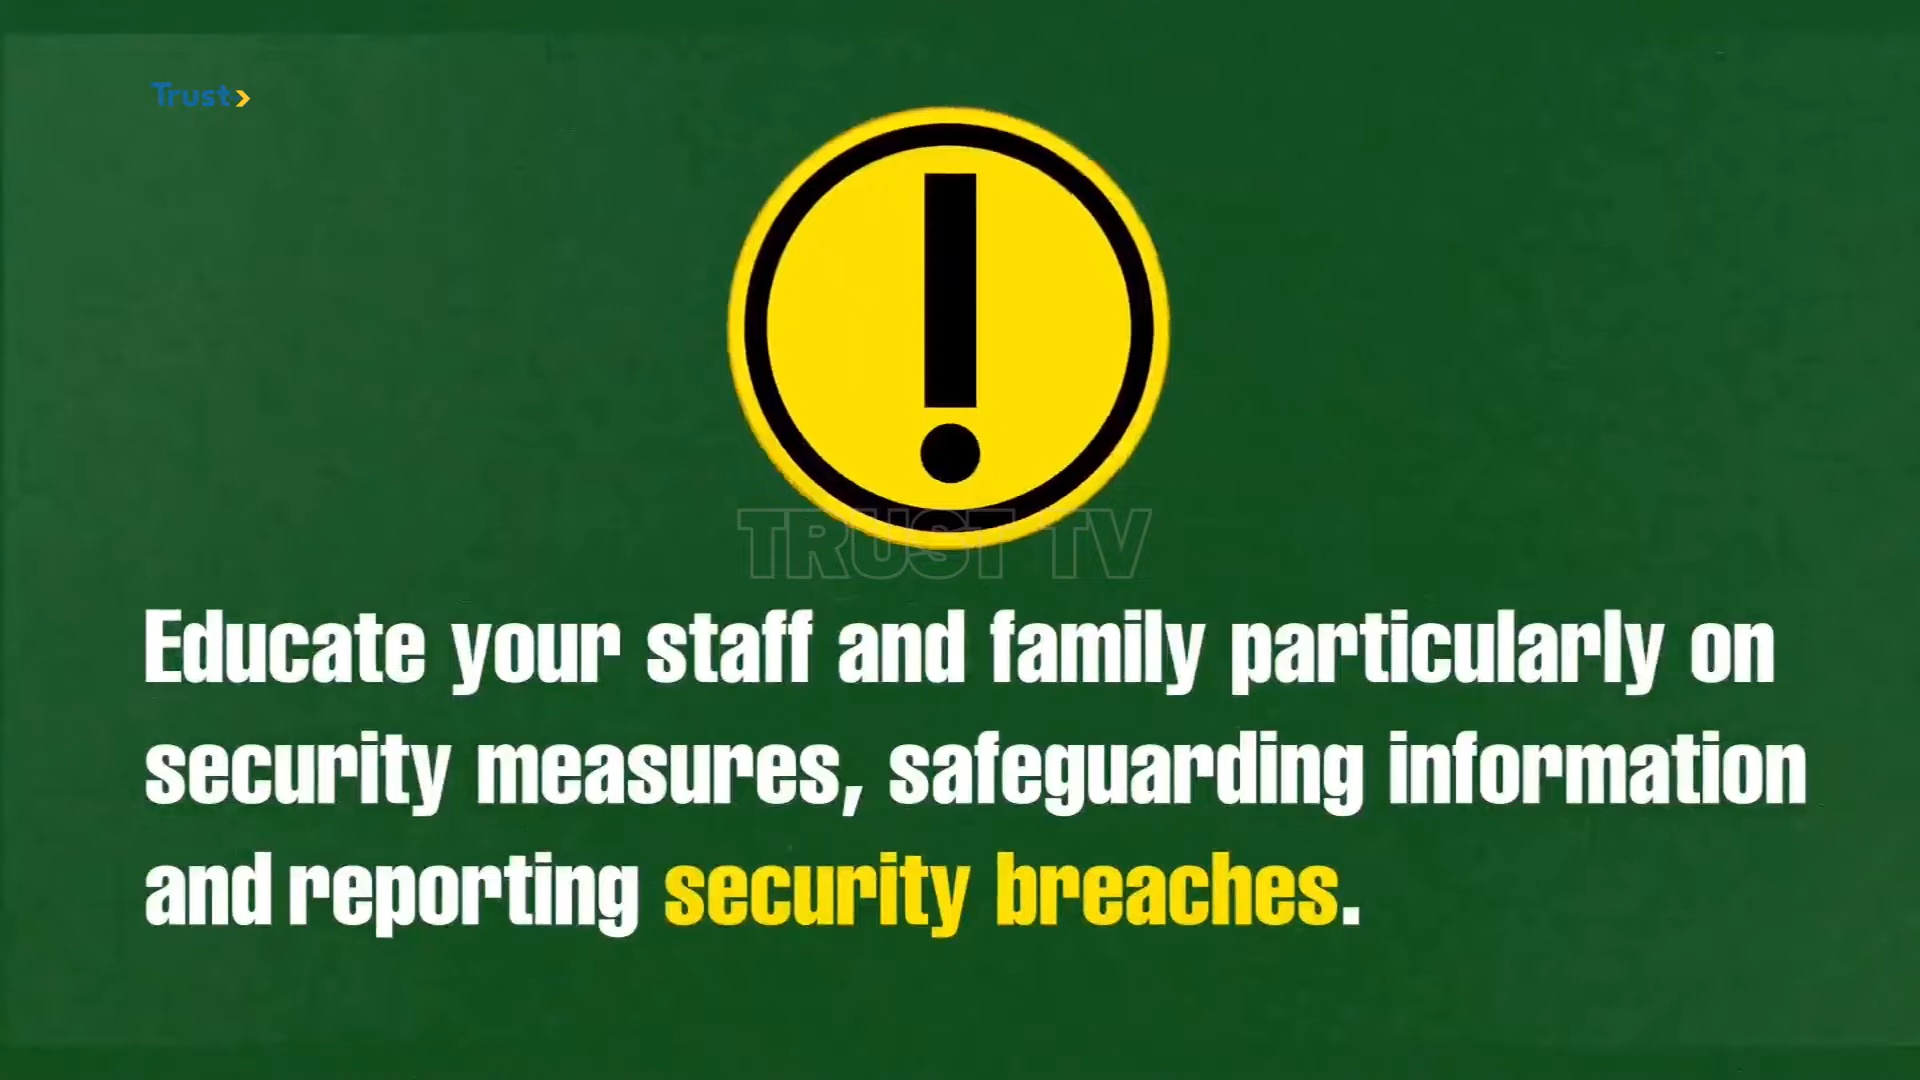 Trust
TRUST TV
Educate your staff and family particularly on
security measures, safeguarding information
and reporting security breaches.